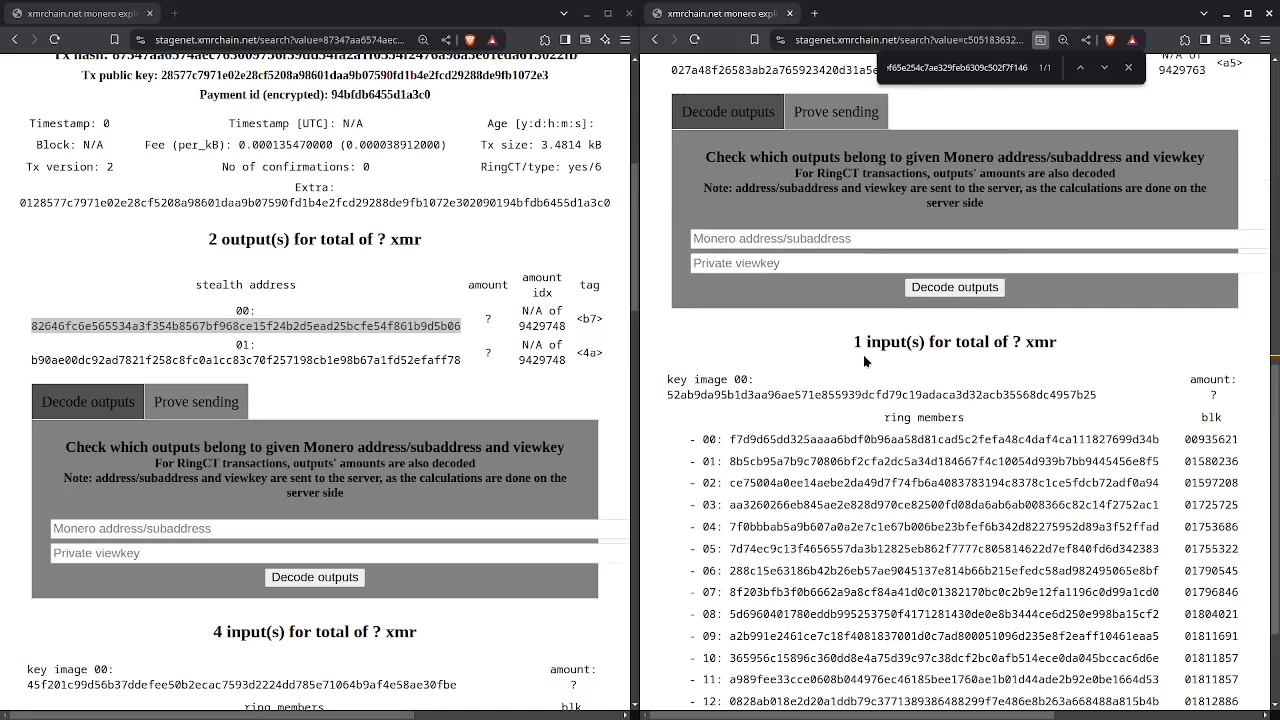 xmrchain.net monero expl
stagenet.xmrchain.net/search?value=87347aa6574aec...
Tx public key: 28577c7971e02e28cf5208a98601daa9b07590fd1b4e2fcd29288de9fb1072e3
Payment id (encrypted): 94bfdb6455d1a3c0
Timestamp: 0 Timestamp [UTC]: N/A Age [y:d:h:m:s]:
Block: N/A Fee (per_kB): 0.000135470000 (0.000038912000) Tx size: 3.4814 kB
Tx version: 2 No of confirmations: 0 RingCT/type: yes/6
Extra:
0128577c7971e02e28cf5208a98601daa9b07590fd1b4e2fcd29288de9fb1072e302090194bfdb6455d1a3c0
2 output(s) for total of ? xmr
stealth address amount amount idx tag
00:
82646fc6e565534a3f354b8567bf968ce15f24b2d5ead25bcfe54f861b9d5b06 ? N/A of 9429748 <b7>
01:
b90ae00dc92ad7821f258c8fc0a1cc83c70f257198cb1e98b67a1fd52efaff78 ? N/A of 9429748 <4a>
Decode outputs Prove sending
Check which outputs belong to given Monero address/subaddress and viewkey
For RingCT transactions, outputs' amounts are also decoded
Note: address/subaddress and viewkey are sent to the server, as the calculations are done on the
server side
Monero address/subaddress
Private viewkey
Decode outputs
4 input(s) for total of ? xmr
key image 00: amount:
45f201c99d56b37ddefee50b2ecac7593d2224dd785e71064b9af4e58ae30fbe ?
ring members blk
xmrchain.net monero expl
stagenet.xmrchain.net/search?value=c505183632...
ef65e254c7ae329feb6309c502f7f146 1/1
027a48f26583ab2a765923420d31a5e
9429763 <a5>
Decode outputs Prove sending
Check which outputs belong to given Monero address/subaddress and viewkey
For RingCT transactions, outputs' amounts are also decoded
Note: address/subaddress and viewkey are sent to the server, as the calculations are done on the
server side
Monero address/subaddress
Private viewkey
Decode outputs
1 input(s) for total of ? xmr
key image 00: amount:
52ab9da95b1d3aa96ae571e855939dcfd79c19adaca3d32acb35568dc4957b25 ?
ring members blk
- 00: f7d9d65dd325aaaa6bdf0b96aa58d81cad5c2fefa48c4daf4ca111827699d34b 00935621
- 01: 8b5cb95a7b9c70806bf2cfa2dc5a34d184667f4c10054d939b7bb9445456e8f5 01580236
- 02: ce75004a0ee14aebe2da49d7f74fb6a4083783194c8378c1ce5fdcb72adf0a94 01597208
- 03: aa3260266eb845ae2e828d970ce82500fd08da6ab6ab008366c82c14f2752ac1 01725725
- 04: 7f0bbbab5a9b607a0a2e7c1e67b006be23bfef6b342d82275952d89a3f52ffad 01753686
- 05: 7d74ec9c13f4656557da3b12825eb862f7777c805814622d7ef840fd6d342383 01755322
- 06: 288c15e63186b42b26eb57ae9045137e814b66b215efedc58ad982495065e8bf 01790545
- 07: 8f203bfb3f0b6662a9a8cf84a41d0c01382170bc0c2b9e12fa1196c0d99a1cd0 01796846
- 08: 5d6960401780eddb995253750f4171281430de0e8b3444ce6d250e998ba15cf2 01804021
- 09: a2b991e2461ce7c18f4081837001d0c7ad800051096d235e8f2eaff10461eaa5 01811691
- 10: 365956c15896c360dd8e4a75d39c97c38dcf2bc0afb514ece0da045bccac6d6e 01811857
- 11: a989fee33cce0608b044976ec46185bee1760ae1b01d44ade2b92e0be1664d53 01811857
- 12: 0828ab018e2d20a1ddb79c3771389386488299f7e486e8b263a668488a815b4b 01812886